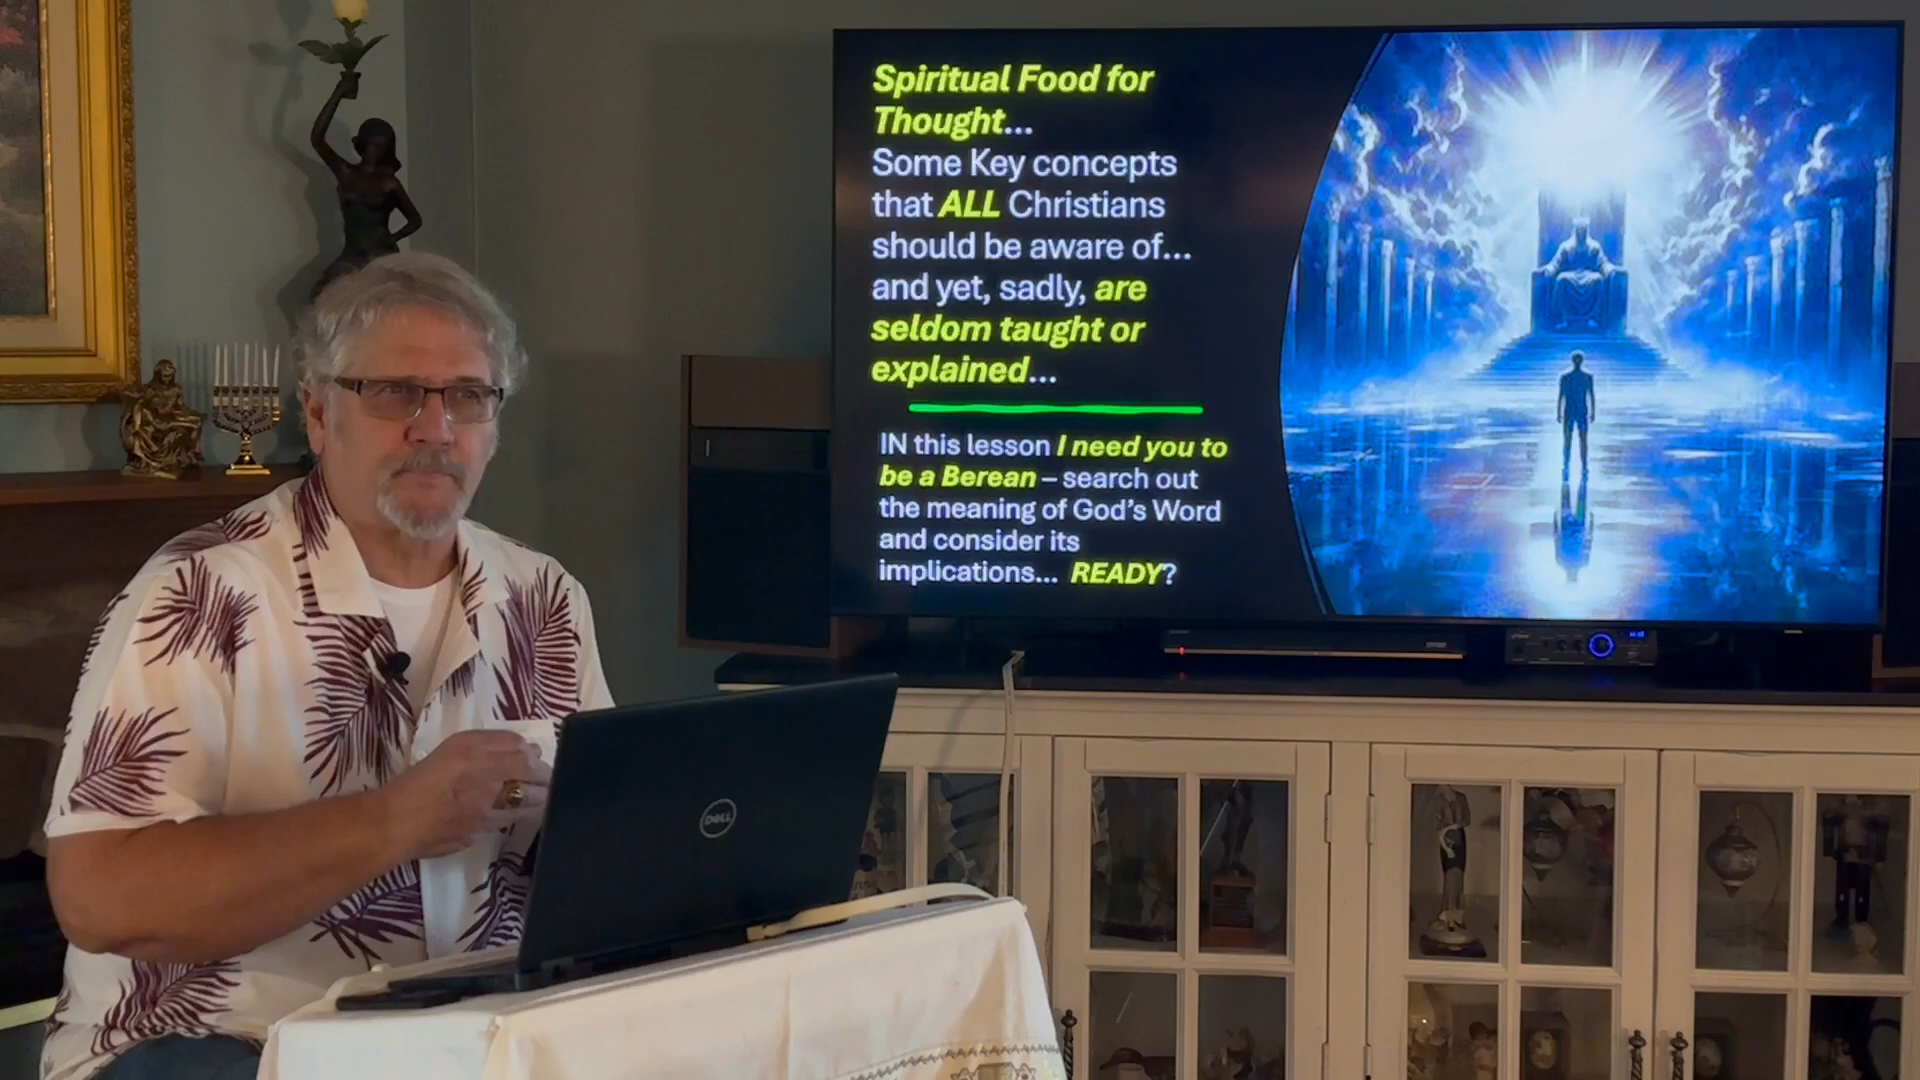 Spiritual Food for
Thought...
Some Key concepts
that ALL Christians
should be aware of...
and yet, sadly, are
seldom taught or
explained...
IN this lesson I need you to
be a Berean – search out
the meaning of God's Word
and consider its
implications... READY?
DELL